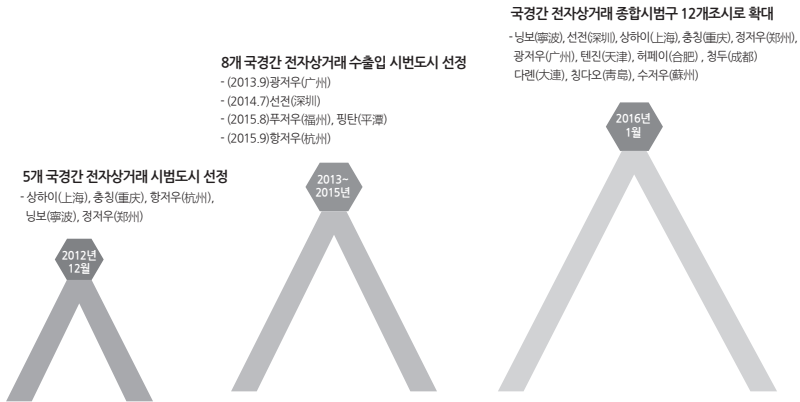 5개 국경간 전자상거래 시범도시 선정
- 상하이(上海), 충칭(重庆), 항저우(杭州),
닝보(寧波), 정저우(郑州)
2012년
12월
8개 국경간 전자상거래 수출입 시번도시 선정
- (2013.9)광저우(广州)
- (2014.7)선전(深圳)
- (2015.8)푸저우(福州), 핑탄(平潭)
- (2015.9)항저우(杭州)
2013~
2015년
국경간 전자상거래 종합시범구 12개조시로 확대
- 닝보(寧波), 선전(深圳), 상하이(上海), 충칭(重庆), 정저우(郑州),
광저우(广州), 텐진(天津), 허페이(合肥) , 청두(成都)
다롄(大連), 칭다오(靑島), 수저우(蘇州)
2016년
1월